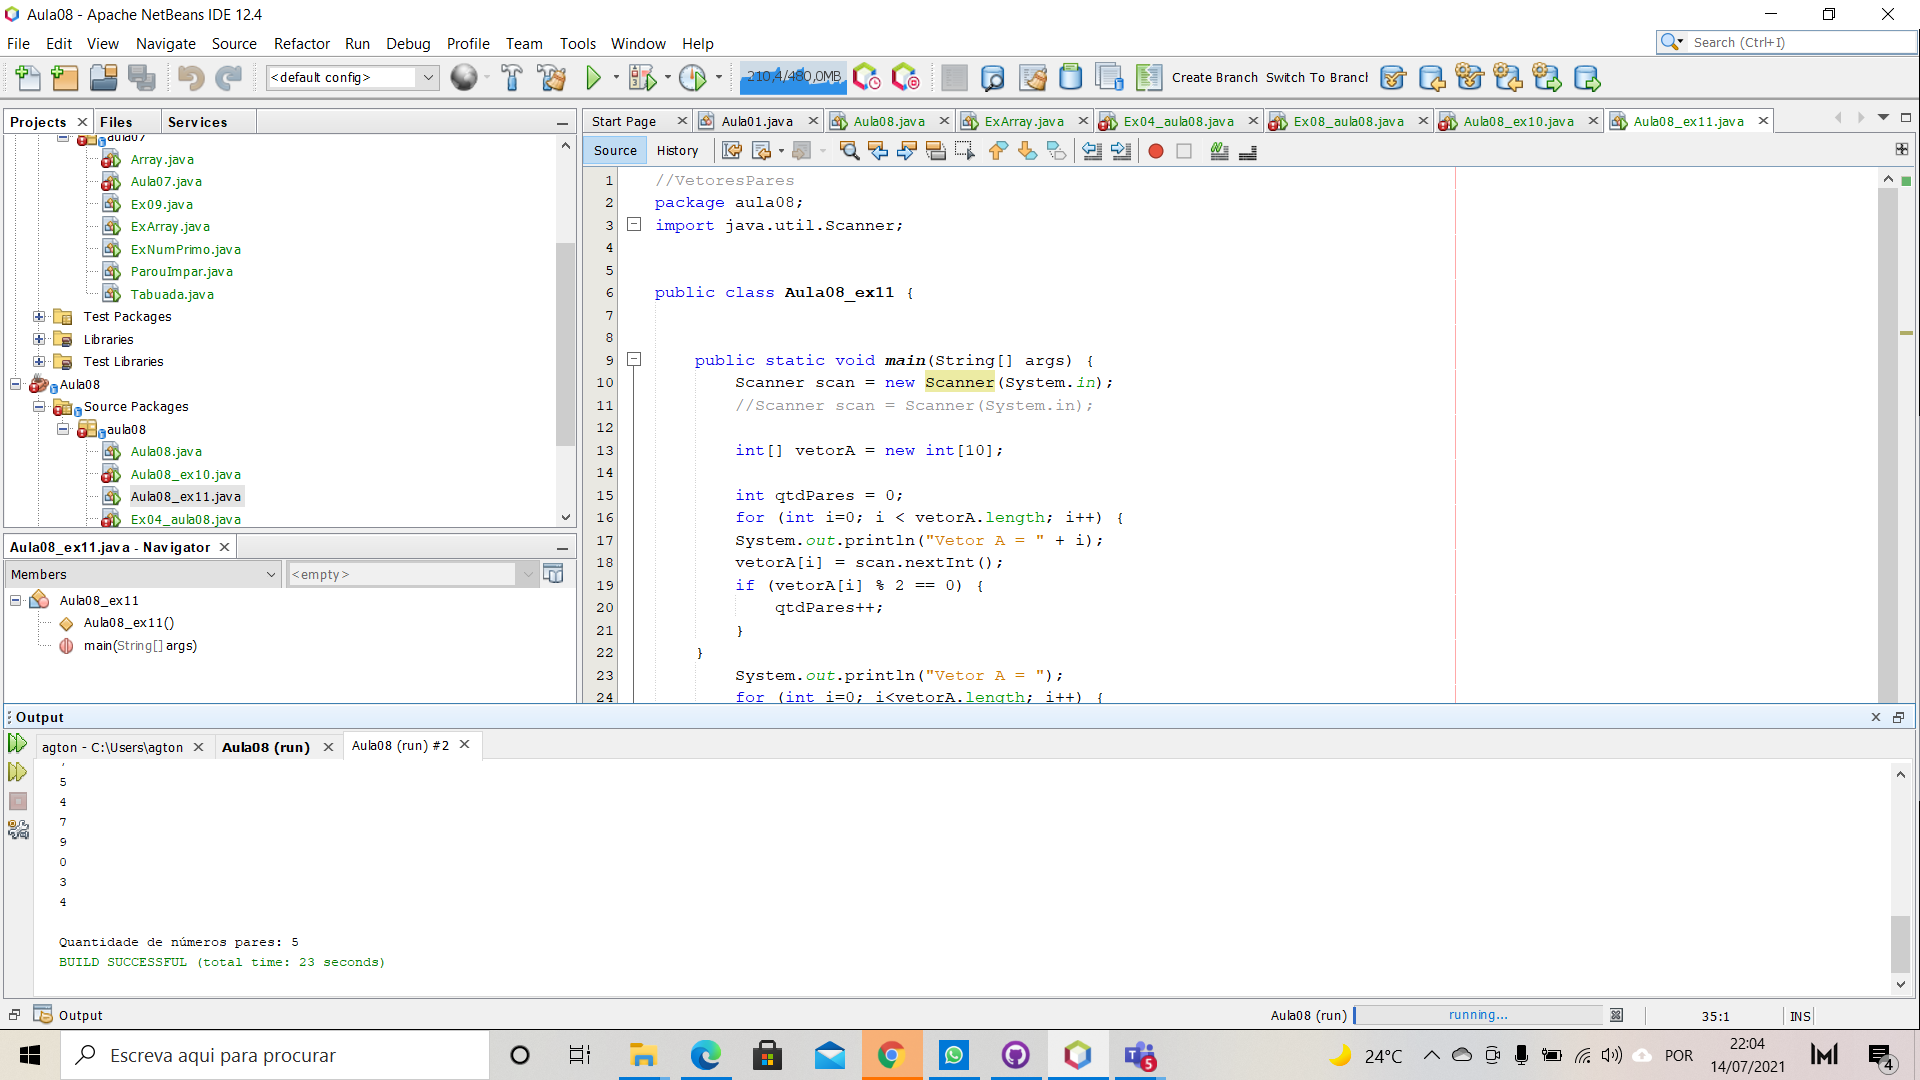 Aula08 - Apache NetBeans IDE 12.4
File Edit View Navigate Source Refactor Run Debug Profile Team Tools Window Help
Search (Ctrl+I)
<default config>
210,4/480,0MB
Create Branch Switch To Branch
Projects Files Services
aula07
Array.java
Aula07.java
Ex09.java
ExArray.java
ExNumPrimo.java
ParouImpar.java
Tabuada.java
Test Packages
Libraries
Test Libraries
Aula08
Source Packages
aula08
Aula08.java
Aula08_ex10.java
Aula08_ex11.java
Ex04_aula08.java
Aula08_ex11.java - Navigator
Members
<empty>
Aula08_ex11
Aula08_ex11()
main(String[] args)
Start Page Aula01.java Aula08.java ExArray.java Ex04_aula08.java Ex08_aula08.java Aula08_ex10.java Aula08_ex11.java
Source History
1 //VetoresPares
2 package aula08;
3 import java.util.Scanner;
4
5
6 public class Aula08_ex11 {
7
8
9 public static void main(String[] args) {
10 Scanner scan = new Scanner(System.in);
11 //Scanner scan = Scanner(System.in);
12
13 int[] vetorA = new int[10];
14
15 int qtdPares = 0;
16 for (int i=0; i < vetorA.length; i++) {
17 System.out.println("Vetor A = " + i);
18 vetorA[i] = scan.nextInt();
19 if (vetorA[i] % 2 == 0) {
20 qtdPares++;
21 }
22 }
23 System.out.println("Vetor A = ");
24 for (int i=0; i<vetorA.length; i++) {
Output
agton - C:\Users\agton Aula08 (run) Aula08 (run) #2
5
4
7
9
0
3
4
Quantidade de números pares: 5
BUILD SUCCESSFUL (total time: 23 seconds)
Output
Aula08 (run) running... 35:1 INS
Escreva aqui para procurar
5
24°C
POR
22:04
14/07/2021
4